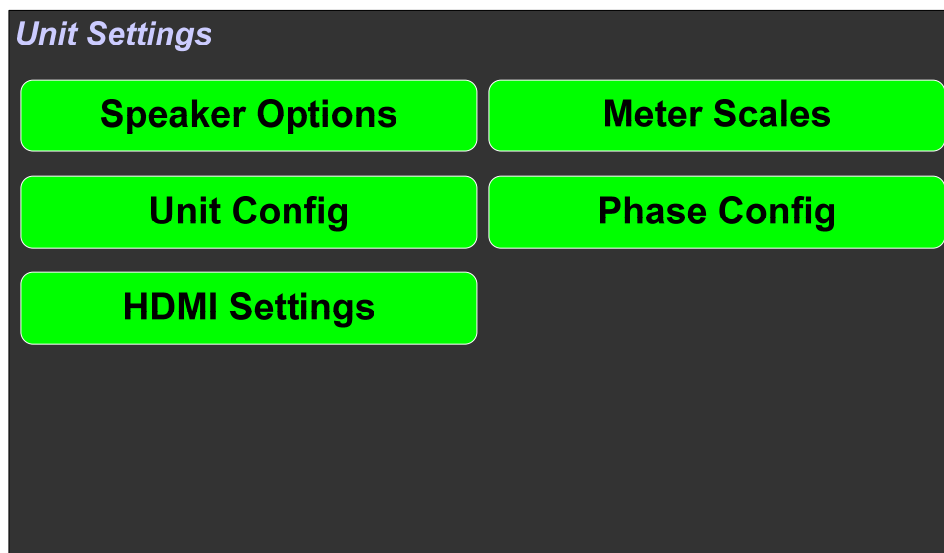 Unit Settings
Speaker Options
Meter Scales
Unit Config
Phase Config
HDMI Settings